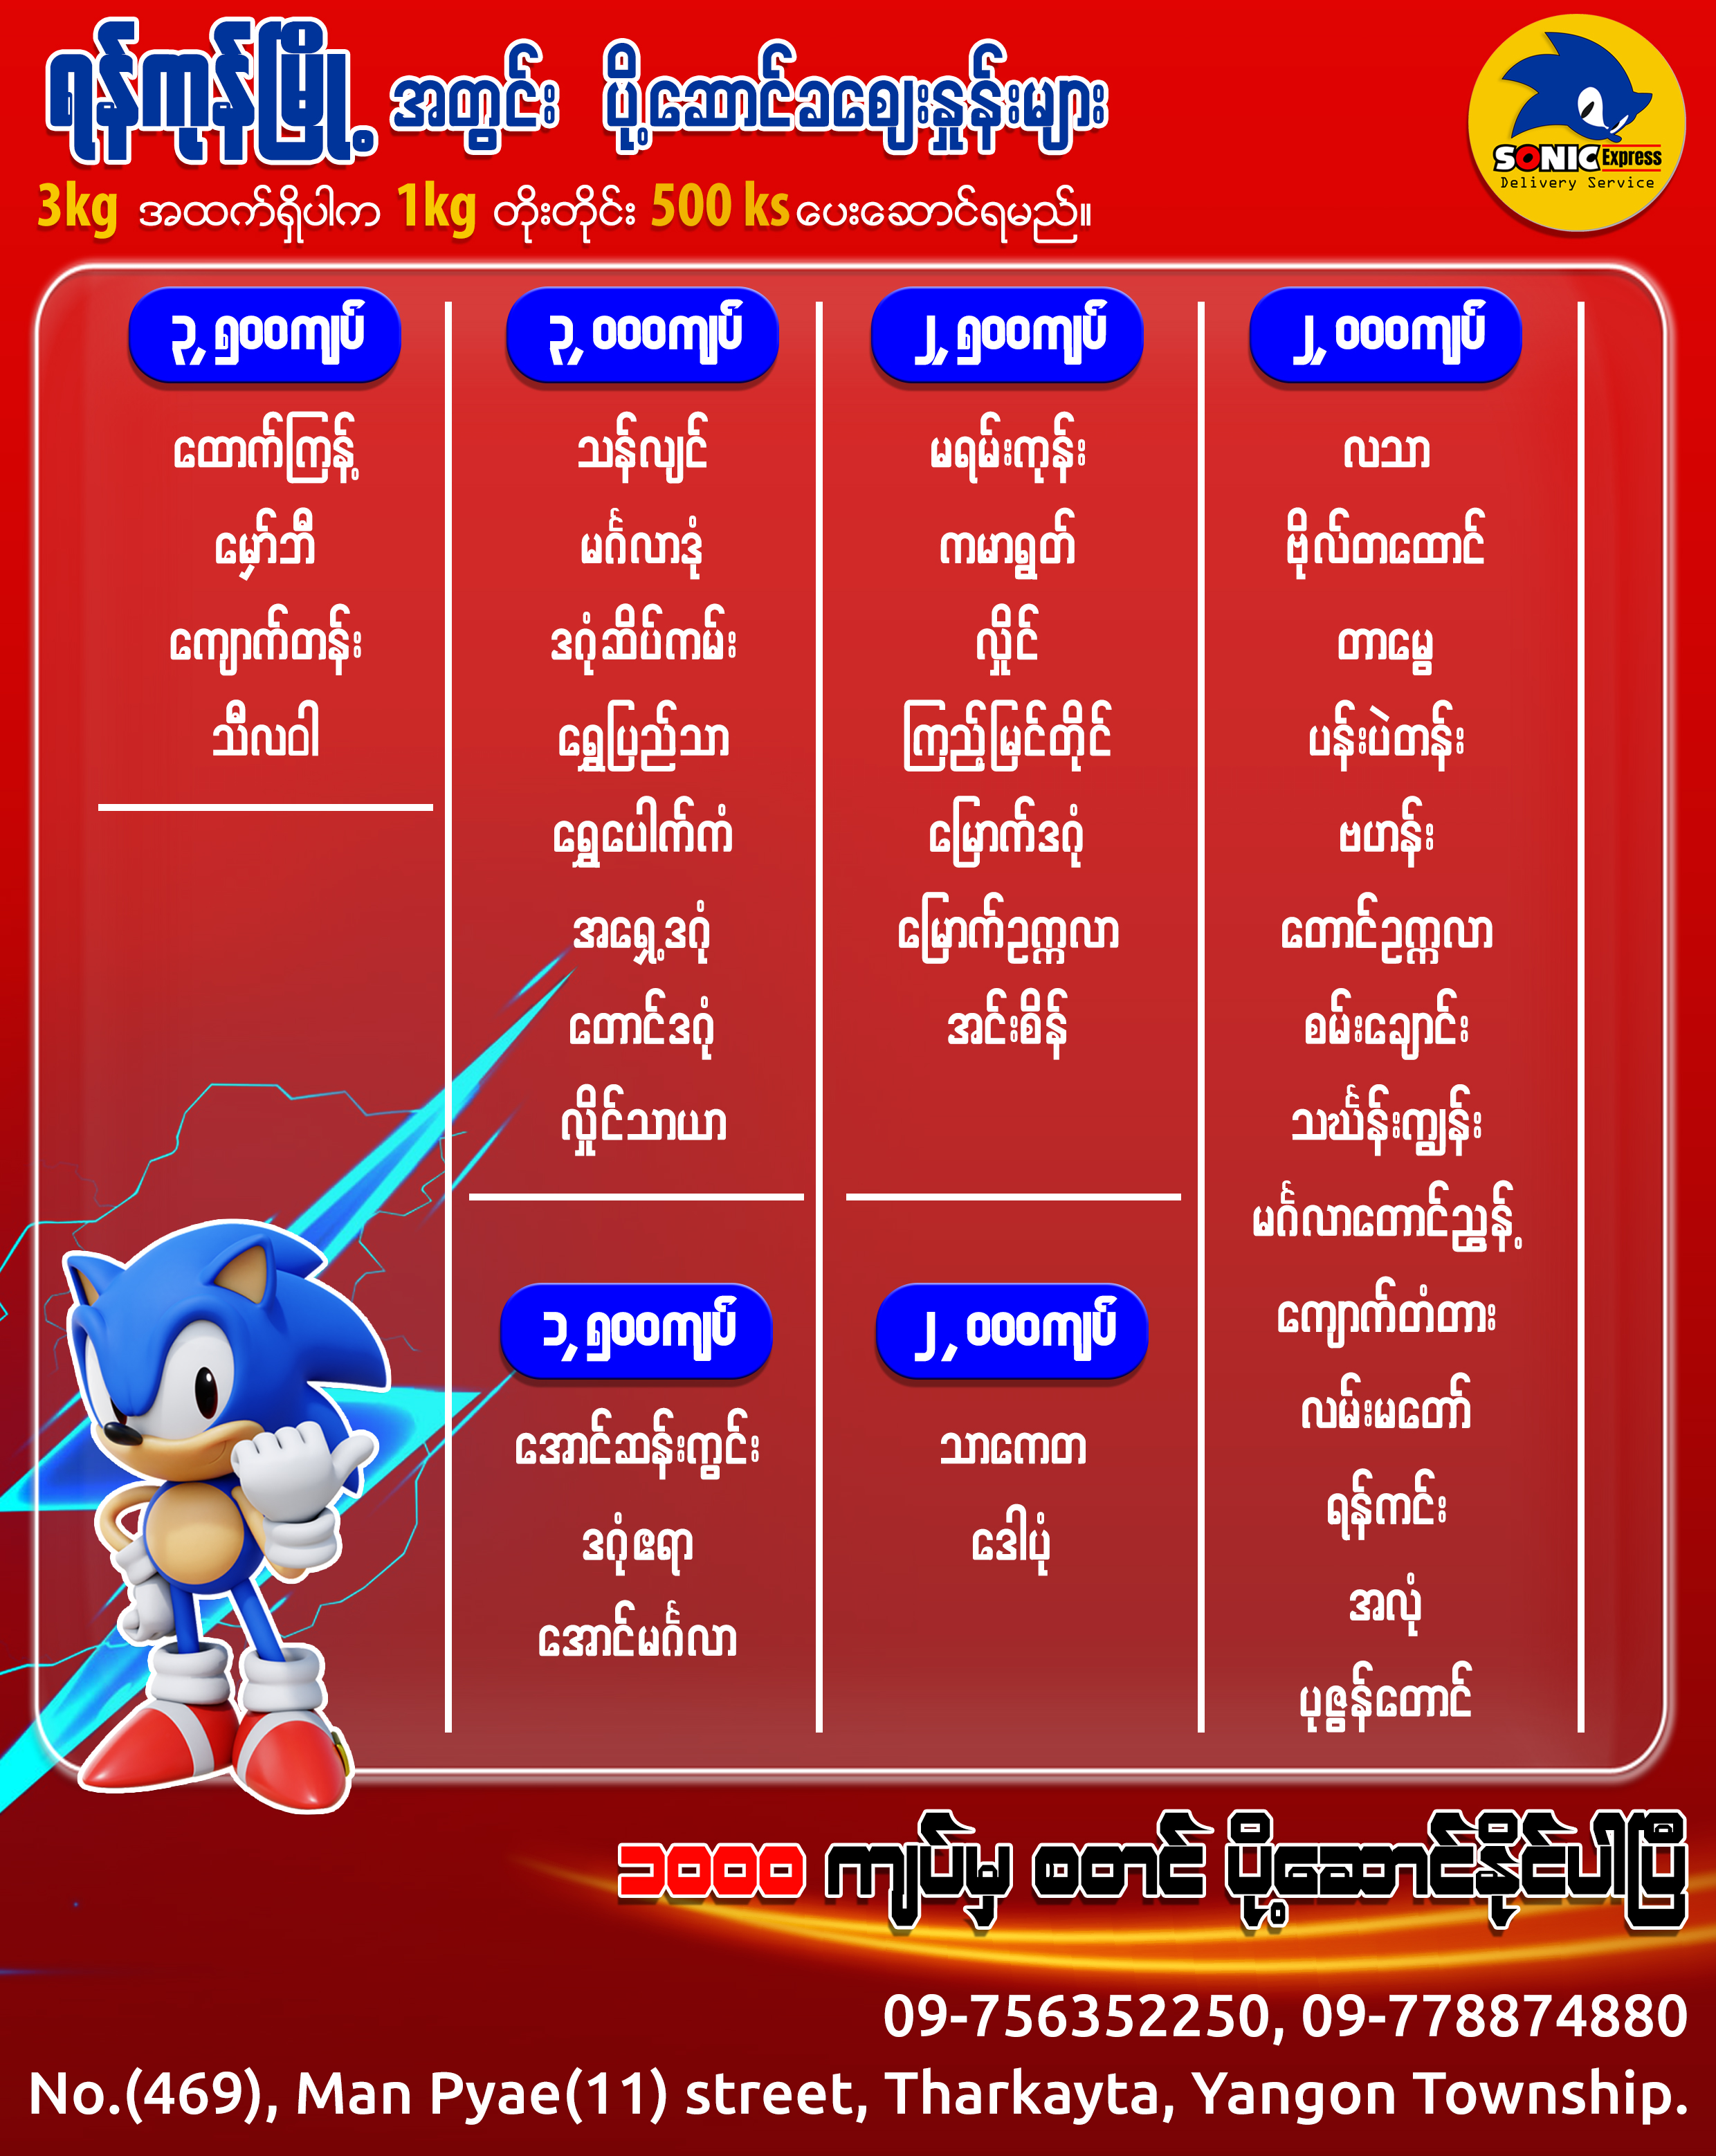 ရန်ကုန်မြို့ အတွင်း ပို့ဆောင်ခဈေးနှုန်းများ
3kg အထက်ရှိပါက 1kg တိုးတိုင်း 500 ks ပေးဆောင်ရမည်။
SONIC Express
Delivery Service
၃,၅၀၀ကျပ်
ထောက်ကြန့်
မှော်ဘီ
ကျောက်တန်း
သီလဝါ
၃,၀၀၀ကျပ်
သန်လျင်
မင်္ဂလာဒုံ
ဒဂုံဆိပ်ကမ်း
ရွှေပြည်သာ
ရွှေပေါက်ကံ
အရှေ့ဒဂုံ
တောင်ဒဂုံ
လှိုင်သာယာ
၁,၅၀၀ကျပ်
အောင်ဆန်းကွင်း
ဒဂုံဧရာ
အောင်မင်္ဂလာ
၂,၅၀၀ကျပ်
မရမ်းကုန်း
ကမာရွတ်
လှိုင်
ကြည့်မြင်တိုင်
မြောက်ဒဂုံ
မြောက်ဥက္ကလာ
အင်းစိန်
၂,၀၀၀ကျပ်
သာကေတ
ဒေါပုံ
၂,၀၀၀ကျပ်
လသာ
ဗိုလ်တထောင်
တာမွေ
ပန်းပဲတန်း
ဗဟန်း
တောင်ဥက္ကလာ
စမ်းချောင်း
သင်္ဃန်းကျွန်း
မင်္ဂလာတောင်ညွန့်
ကျောက်တံတား
လမ်းမတော်
ရန်ကင်း
အလုံ
ပုဇွန်တောင်
၁၀၀၀ ကျပ်မှ စတင် ပို့ဆောင်နိုင်ပါပြီ
09-756352250, 09-778874880
No.(469), Man Pyae(11) street, Tharkayta, Yangon Township.